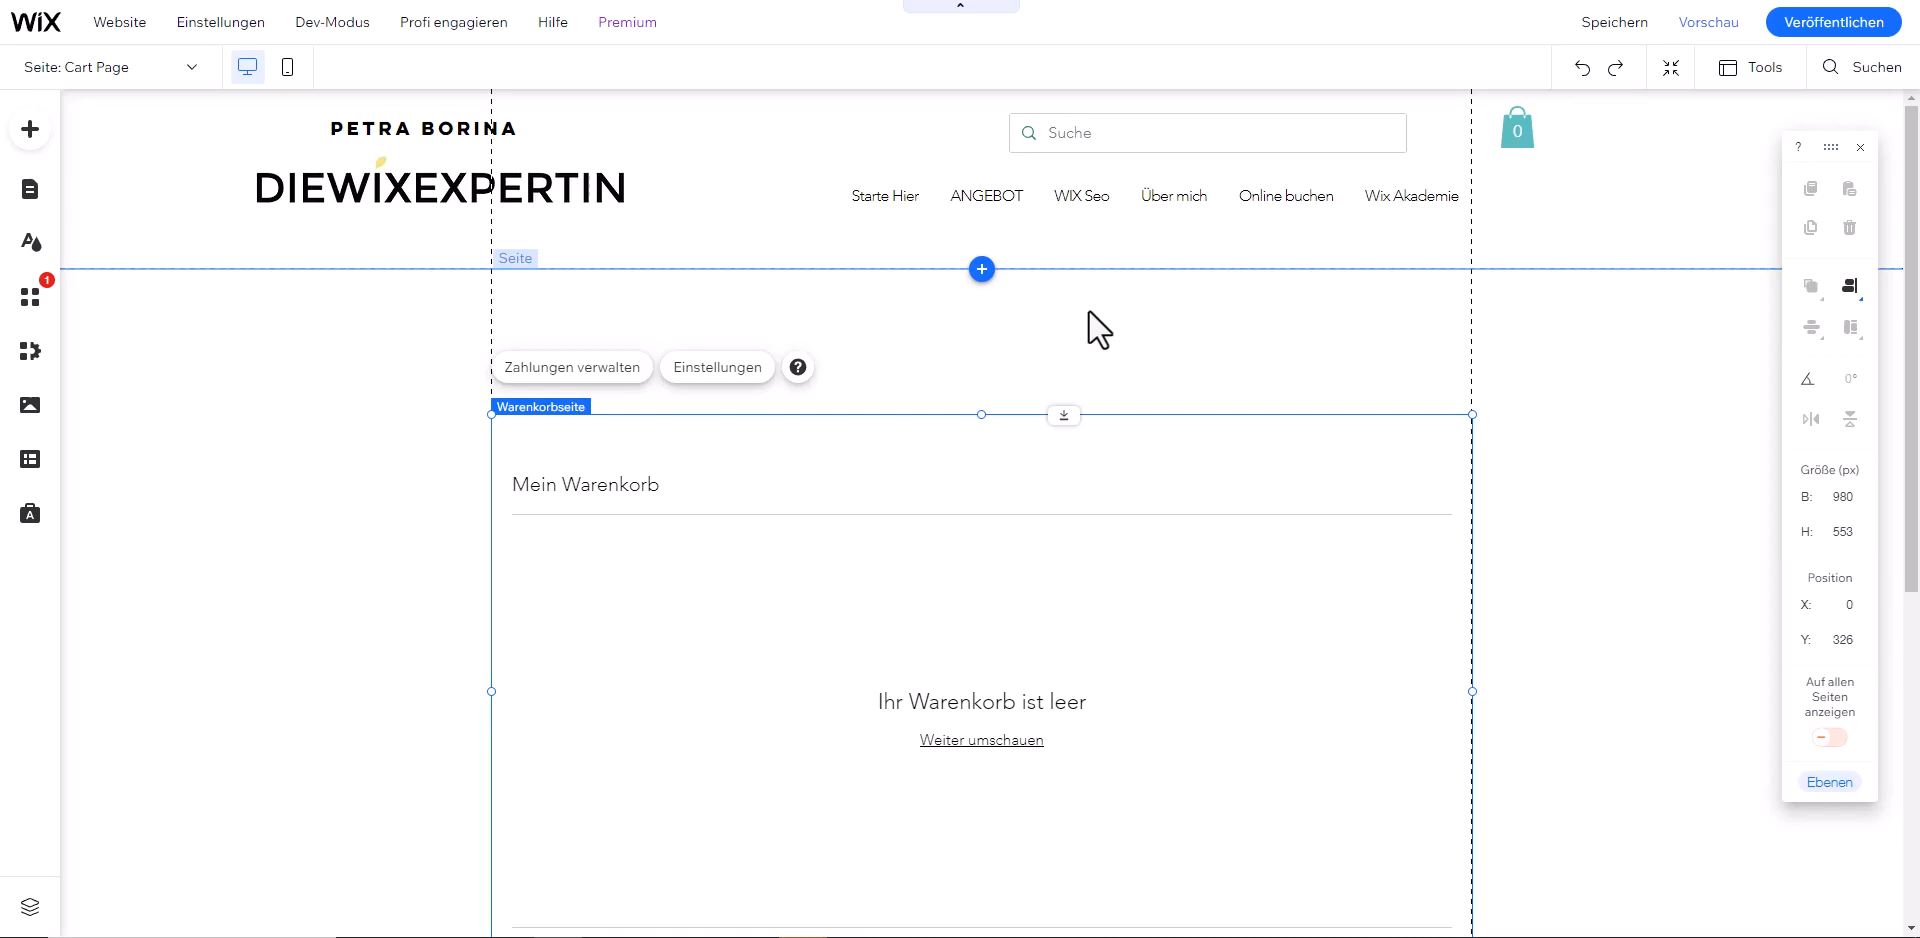 WiX Website Einstellungen Dev-Modus Profi engagieren Hilfe Premium Speichern Vorschau Veröffentlichen
Seite: Cart Page Tools Suchen
PETRA BORINA
DIEWIXEXPERTIN
Suche
0
Starte Hier ANGEBOT WIX Seo Über mich Online buchen Wix Akademie
Seite
1
Zahlungen verwalten Einstellungen ?
Warenkorbseite
Mein Warenkorb
Ihr Warenkorb ist leer
Weiter umschauen
A
?
0°
Größe (px)
B: 980
H: 553
Position
X: 0
Y: 326
Auf allen
Seiten
anzeigen
Ebenen